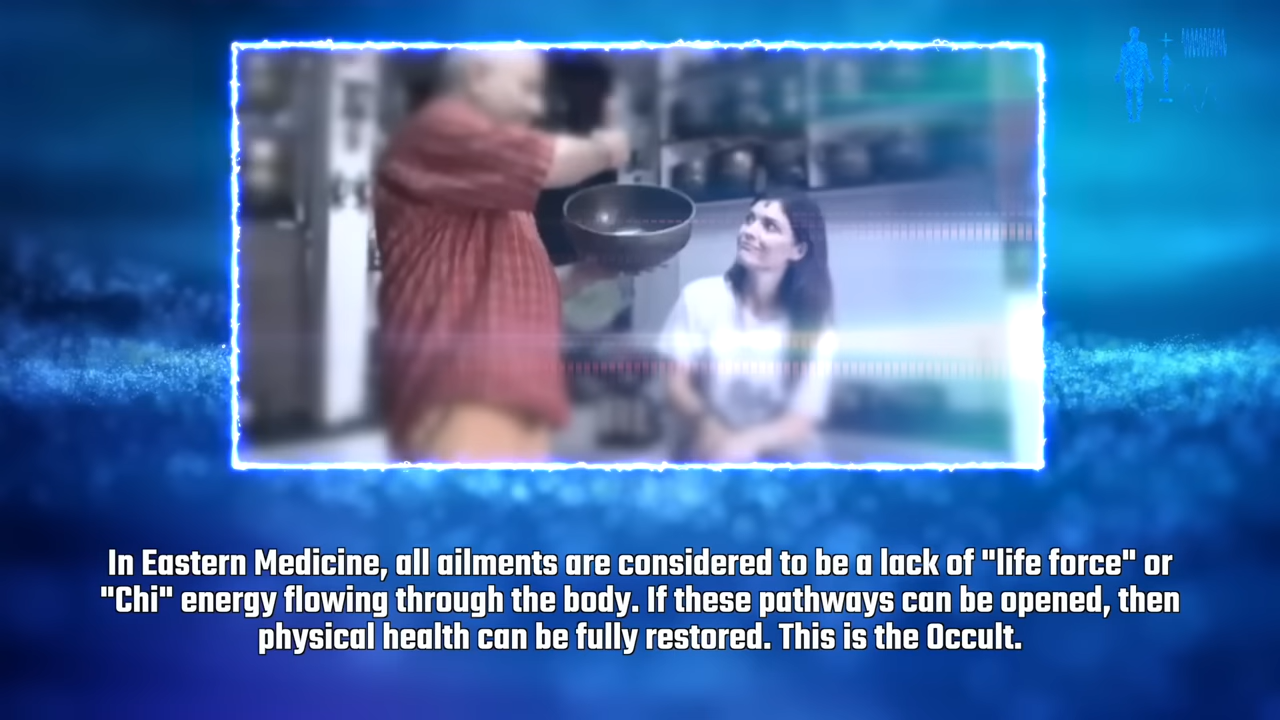 In Eastern Medicine, all ailments are considered to be a lack of "life force" or
"Chi" energy flowing through the body. If these pathways can be opened, then
physical health can be fully restored. This is the Occult.